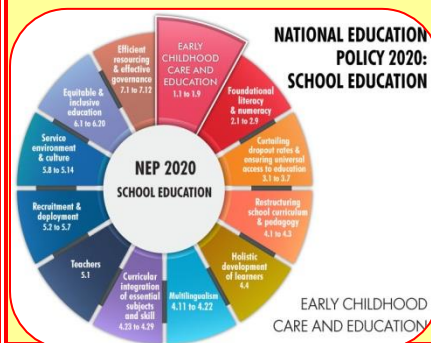 NATIONAL EDUCATION
POLICY 2020:
SCHOOL EDUCATION
EARLY
CHILDHOOD
CARE AND
EDUCATION
1.1 to 1.9
Foundational
literacy
& numeracy
2.1 to 2.9
Curtailing
dropout rates &
ensuring universal
access to education
3.1 to 3.7
Restructuring
school curriculum
& pedagogy
4.1 to 4.3
Holistic
development
of learners
4.4
Multilingualism
4.11 to 4.22
Curricular
integration
of essential
subjects
and skill
4.23 to 4.29
Teachers
5.1
Recruitment &
deployment
5.2 to 5.7
Service
environment
& culture
5.8 to 5.14
Equitable &
inclusive
education
6.1 to 6.20
Efficient
resourcing
& effective
governance
7.1 to 7.12
NEP 2020
SCHOOL EDUCATION
EARLY CHILDHOOD
CARE AND EDUCATION